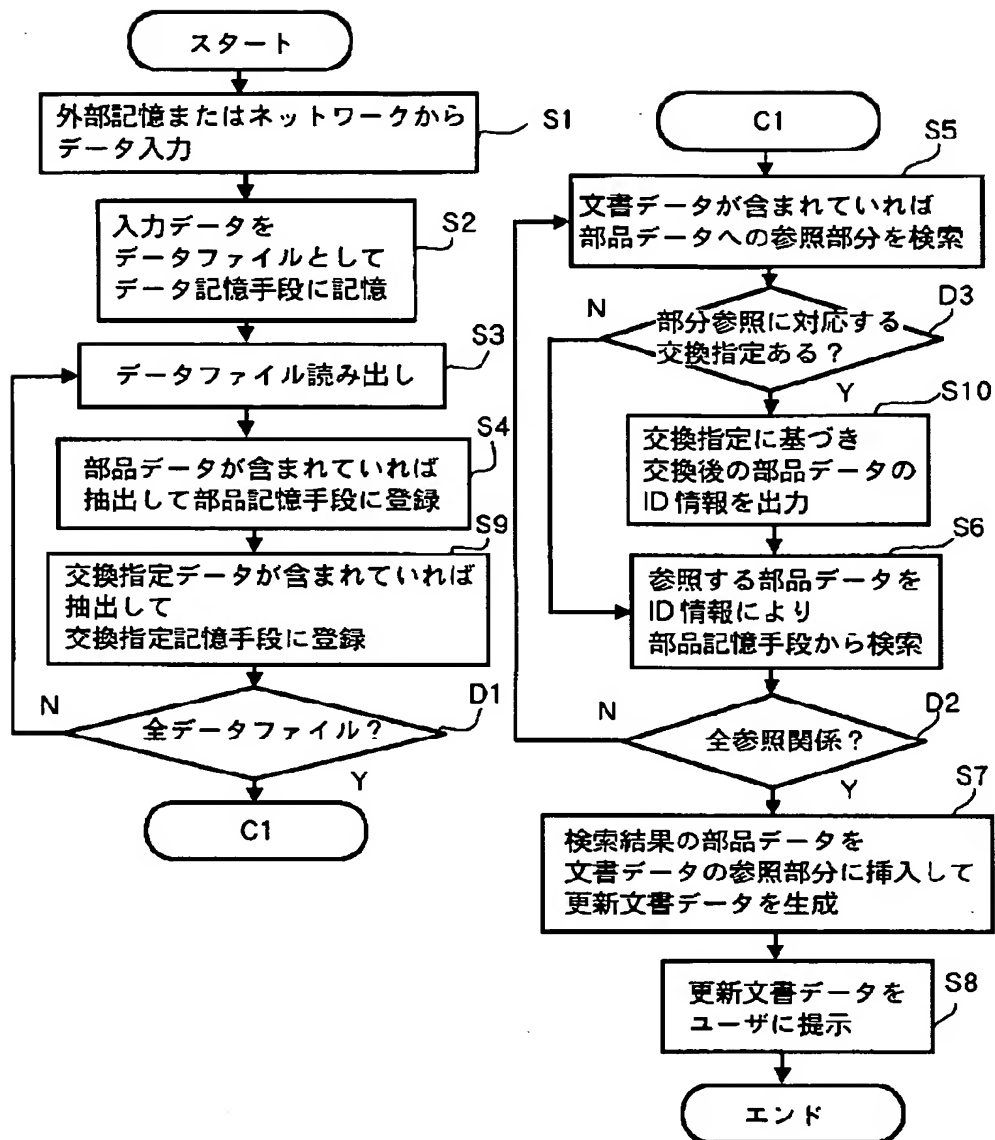 スタート
外部記憶またはネットワークから
データ入力
S1
入力データを
データファイルとして
データ記憶手段に記憶
S2
データファイル読み出し
S3
部品データが含まれていれば
抽出して部品記憶手段に登録
S4
交換指定データが含まれていれば
抽出して
交換指定記憶手段に登録
S9
全データファイル？
D1
N
Y
C1
C1
文書データが含まれていれば
部品データへの参照部分を検索
S5
部分参照に対応する
交換指定ある？
D3
N
Y
交換指定に基づき
交換後の部品データの
ID情報を出力
S10
参照する部品データを
ID情報により
部品記憶手段から検索
S6
全参照関係？
D2
N
Y
検索結果の部品データを
文書データの参照部分に挿入して
更新文書データを生成
S7
更新文書データを
ユーザに提示
S8
エンド